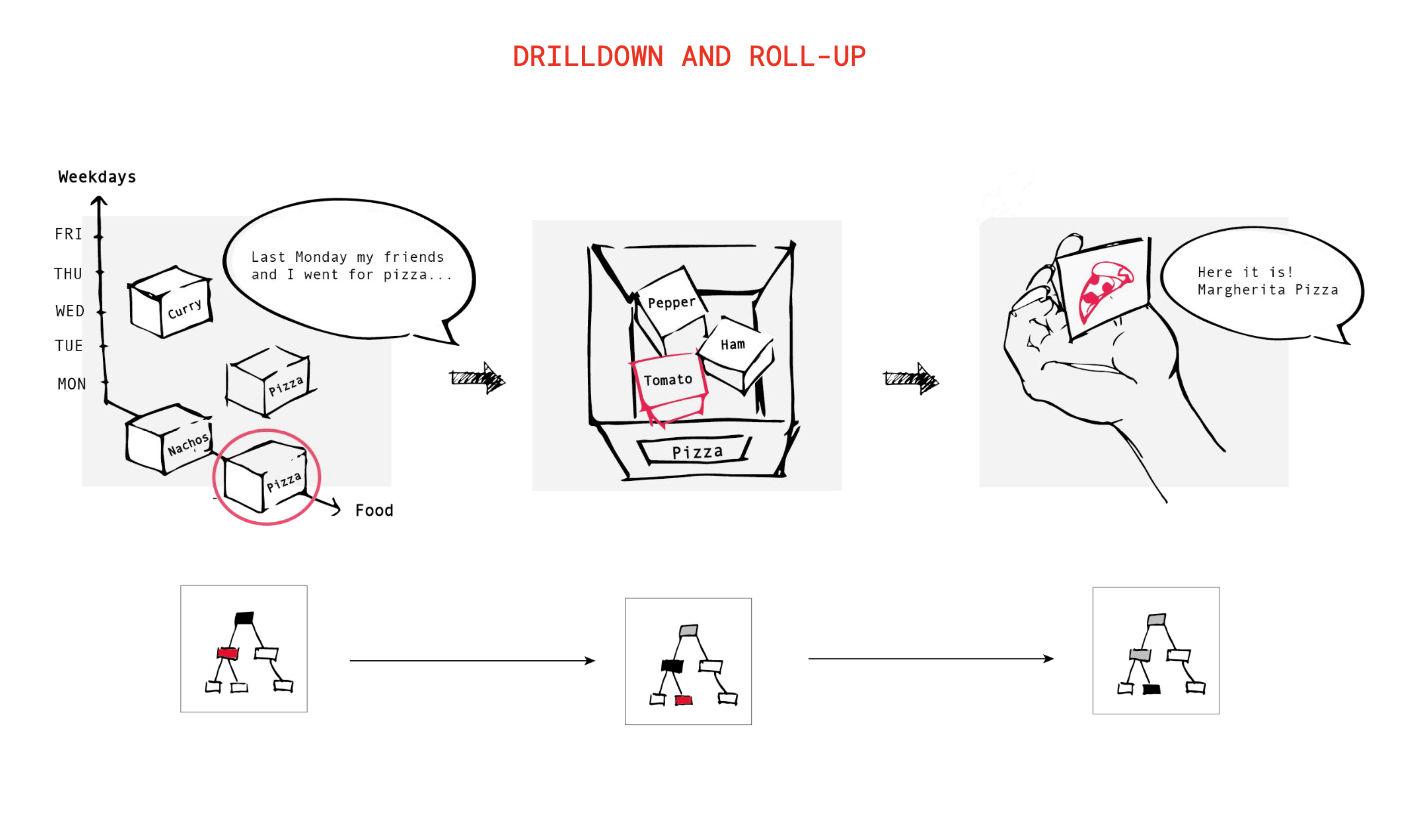 DRILLDOWN AND ROLL-UP
Weekdays
FRI
THU
WED
TUE
MON
Curry
Pizza
Nachos
Pizza
Food
Last Monday my friends
and I went for pizza...
Pepper
Ham
Tomato
Pizza
Here it is!
Margherita Pizza